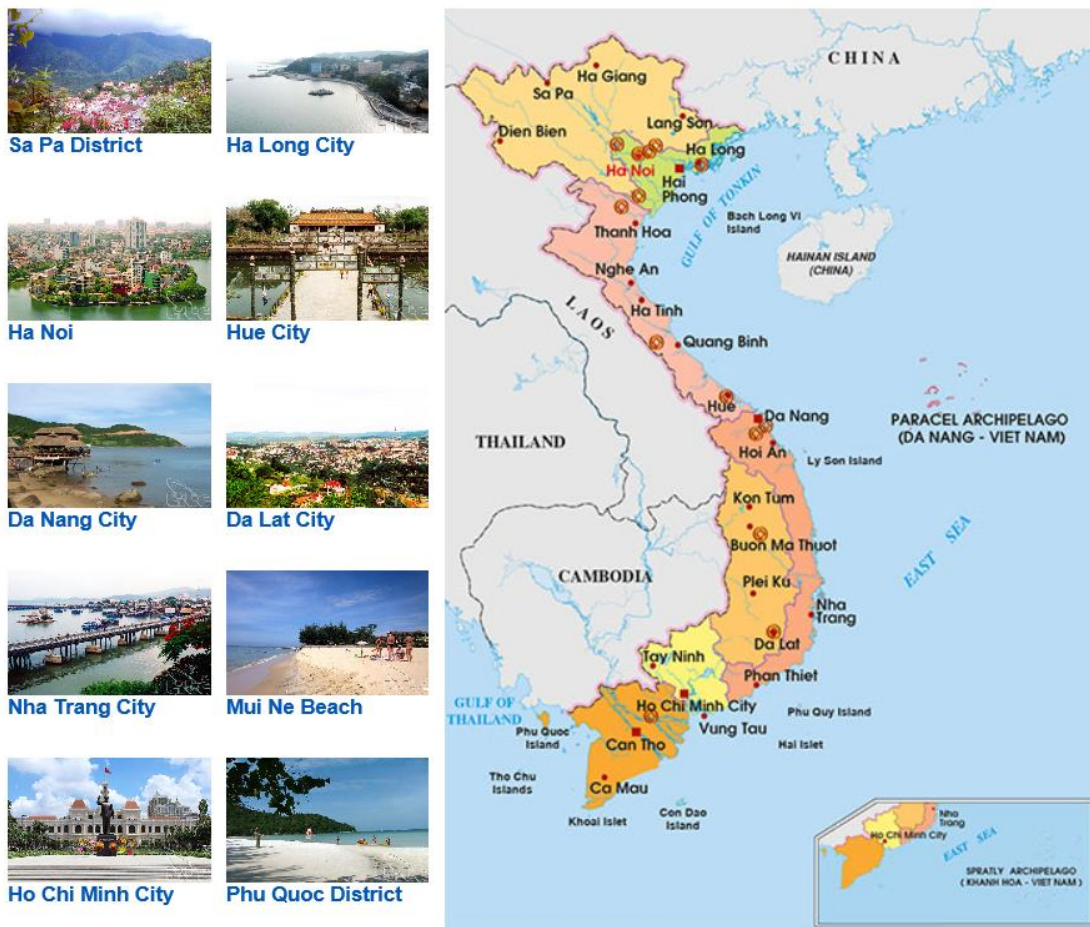 Sa Pa District
Ha Long City
Ha Noi
Hue City
Da Nang City
Da Lat City
Nha Trang City
Mui Ne Beach
Ho Chi Minh City
Phu Quoc District
CHINA
Ha Giang
Sa Pa
Lang Son
Dien Bien
Ha Long
Ha Noi
Hai
Phong
GULF OF TONKIN
Bach Long Vi
Island
Thanh Hoa
HAINAN ISLAND
(CHINA)
Nghe An
LAOS
Ha Tinh
Quang Binh
Hue
Da Nang
PARACEL ARCHIPELAGO
(DA NANG - VIET NAM)
THAILAND
Hoi An
Ly Son Island
Kon Tum
EAST SEA
Buon Ma Thuot
CAMBODIA
Plei Ku
Nha
Trang
Da Lat
Tay Ninh
Phan Thiet
GULF OF
THAILAND
Ho Chi Minh City
Phu Quy Island
Phu Quoc
Island
Vung Tau
Hai Islet
Can Tho
Tho Chu
Islands
Ca Mau
Con Dao
Island
Khoai Islet
Nha
Trang
Ho Chi Minh City
EAST SEA
SPRATLY ARCHIPELAGO
( KHANH HOA - VIET NAM )